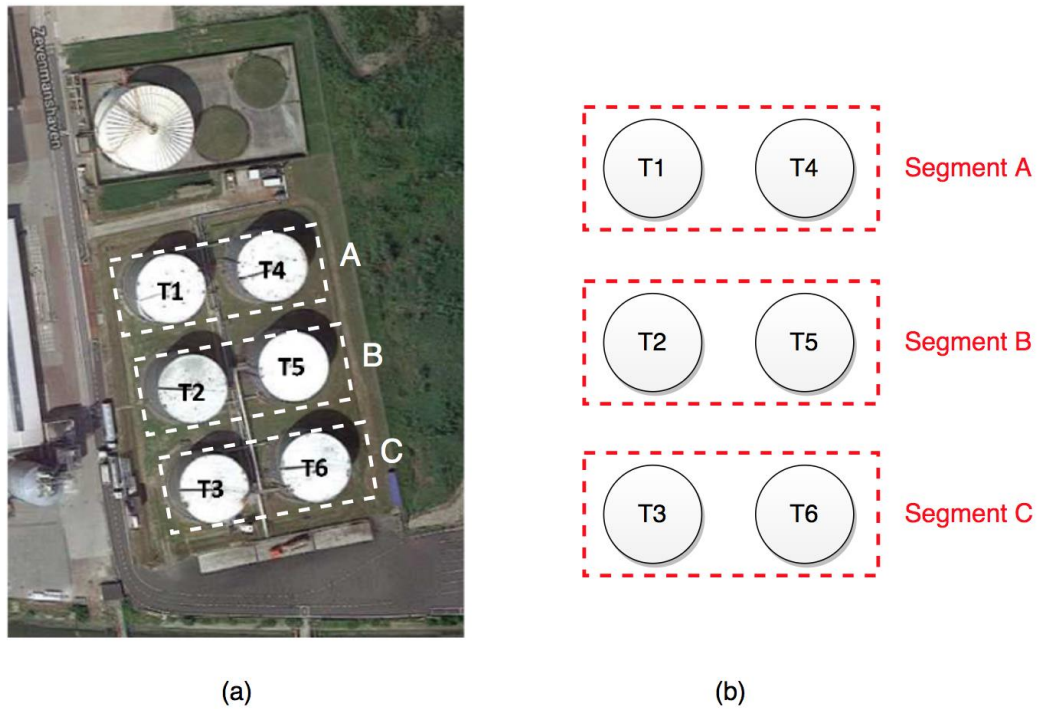 Zevenmanshaven
T1
T4
A
T2
T5
B
T3
T6
C
(a)
T1
T4
Segment A
T2
T5
Segment B
T3
T6
Segment C
(b)